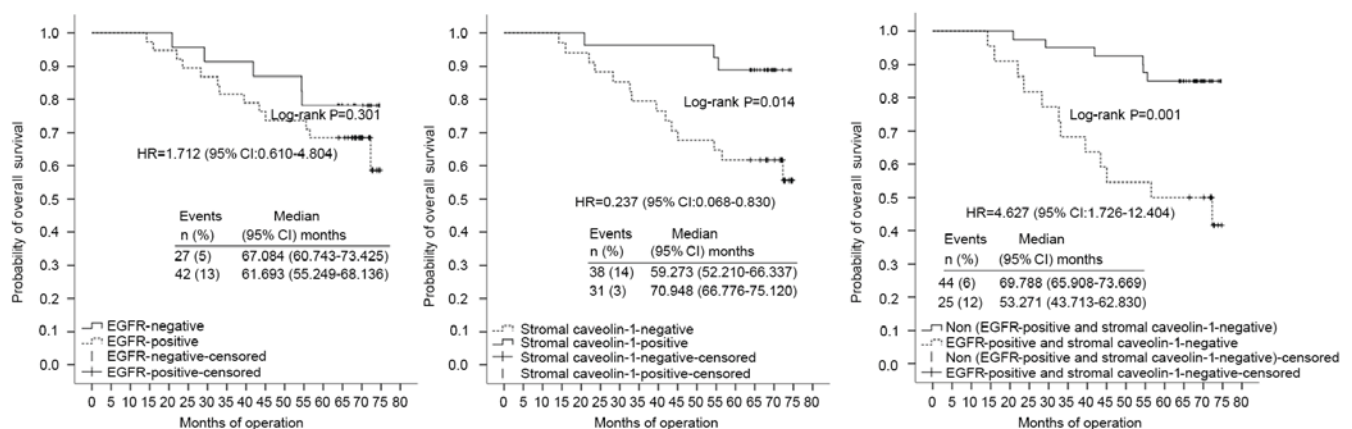 1.0
0.9
0.8
0.7
0.6
0.5
0.4
0.3
0.2
0.1
0.1
0.0
Probability of overall survival
Log-rank P=0.301
HR=1.712 (95% CI:0.610-4.804)
Events Median
n (%) (95% CI) months
27 (5) 67.084 (60.743-73.425)
42 (13) 61.693 (55.249-68.136)
EGFR-negative
EGFR-positive
EGFR-negative-censored
EGFR-positive-censored
0 5 10 15 20 25 30 35 40 45 50 55 60 65 70 75 80
Months of operation
1.0
0.9
0.8
0.7
0.6
0.5
0.4
0.3
0.2
0.1
0.0
Probability of overall survival
Log-rank P=0.014
HR=0.237 (95% CI:0.068-0.830)
Events Median
n (%) (95% CI) months
38 (14) 59.273 (52.210-66.337)
31 (3) 70.948 (66.776-75.120)
Stromal caveolin-1-negative
Stromal caveolin-1-positive
Stromal caveolin-1-negative-censored
Stromal caveolin-1-positive-censored
0 5 10 15 20 25 30 35 40 45 50 55 60 65 70 75 80
Months of operation
1.0
0.9
0.8
0.7
0.6
0.5
0.4
0.3
0.2
0.1
0.0
Probability of overall survival
Log-rank P=0.001
HR=4.627 (95% CI:1.726-12.404)
Events Median
n (%) (95% CI) months
44 (6) 69.788 (65.908-73.669)
25 (12) 53.271 (43.713-62.830)
Non (EGFR-positive and stromal caveolin-1-negative)
EGFR-positive and stromal caveolin-1-negative
Non (EGFR-positive and stromal caveolin-1-negative)-censored
EGFR-positive and stromal caveolin-1-negative-censored
0 5 10 15 20 25 30 35 40 45 50 55 60 65 70 75 80
Months of operation